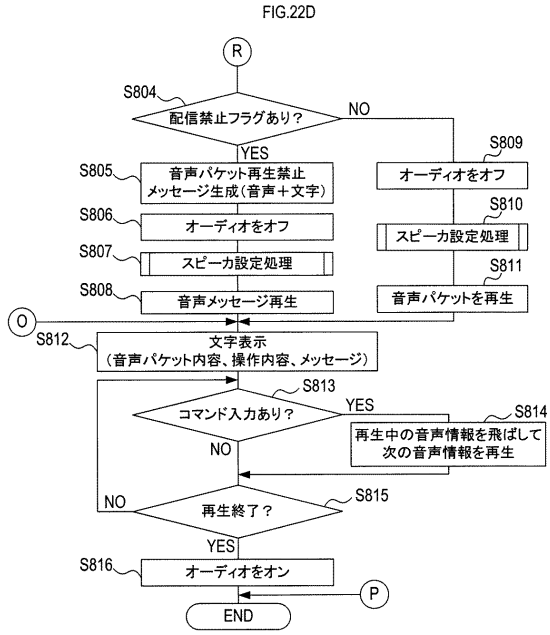 FIG.22D
R
S804
配信禁止フラグあり？
NO
YES
S805
音声パケット再生禁止
メッセージ生成(音声＋文字)
S809
オーディオをオフ
S806
オーディオをオフ
S810
スピーカ設定処理
S807
スピーカ設定処理
S808
音声メッセージ再生
S811
音声パケットを再生
O
S812
文字表示
(音声パケット内容、操作内容、メッセージ)
S813
コマンド入力あり？
YES
NO
S814
再生中の音声情報を飛ばして
次の音声情報を再生
S815
再生終了？
NO
YES
S816
オーディオをオン
P
END